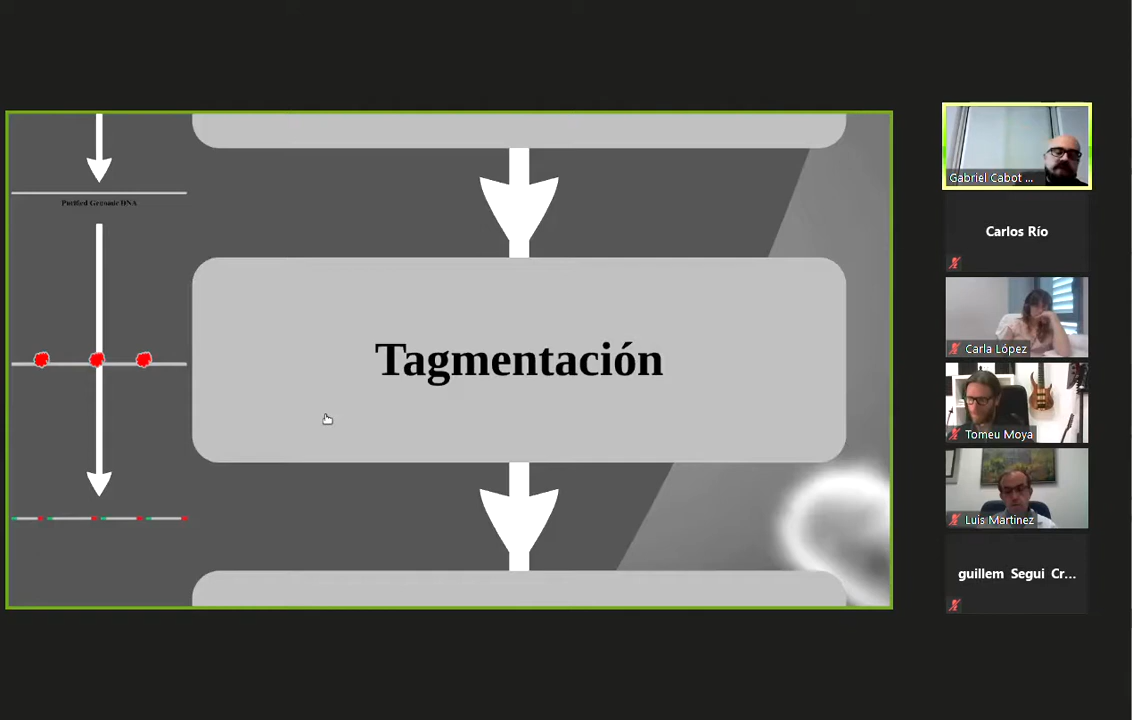 Purified Genomic DNA
Tagmentación
Gabriel Cabot ...
Carlos Río
Carla López
Tomeu Moya
Luis Martinez
guillem Segui Cr...